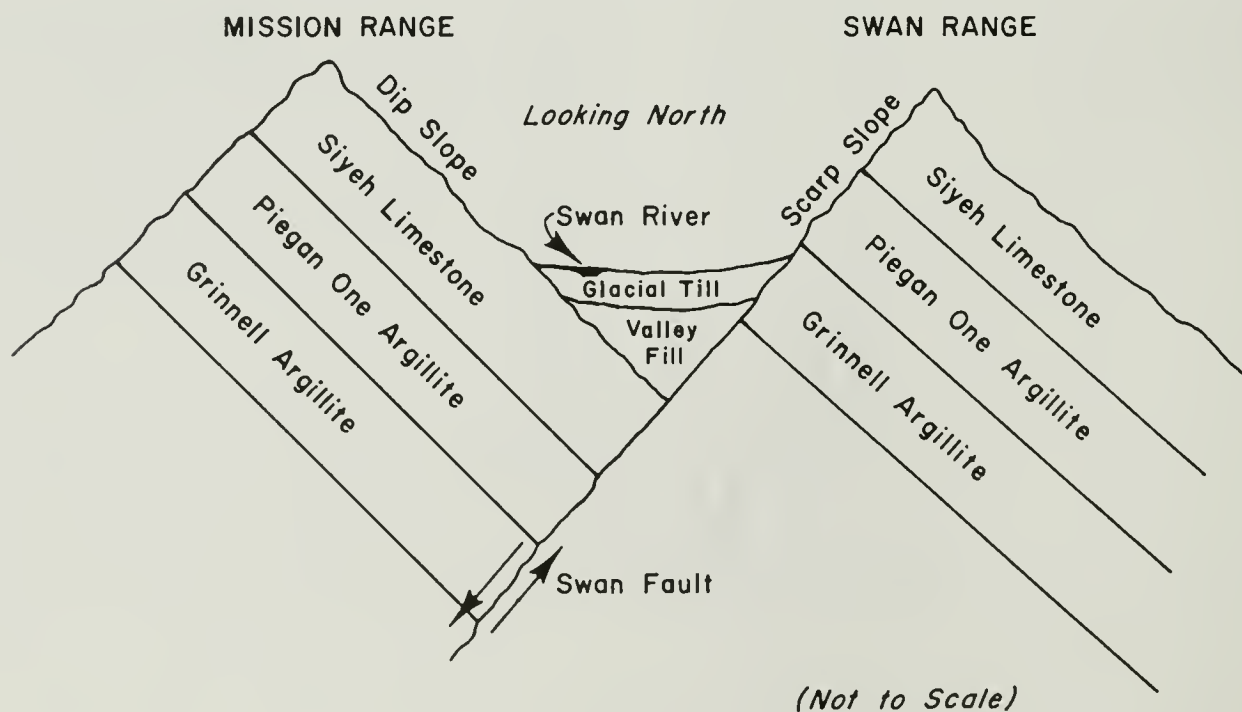 MISSION RANGE
SWAN RANGE
Dip Slope
Looking North
Scarp Slope
Siyeh Limestone
Piegan One Argillite
Grinnell Argillite
Swan River
Glacial Till
Valley
Fill
Siyeh Limestone
Piegan One Argillite
Grinnell Argillite
Swan Fault
(Not to Scale)